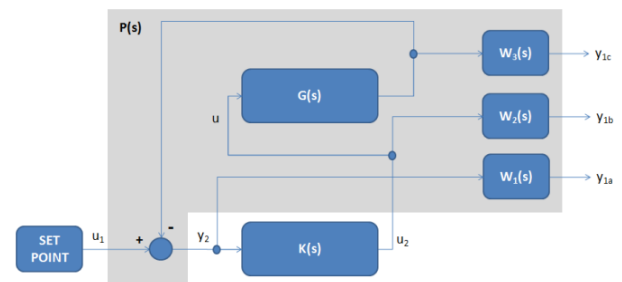 P(s)
W₃(s)
y₁c
G(s)
u
W₂(s)
y₁b
W₁(s)
y₁a
SET
POINT
u₁
+
-
y₂
K(s)
u₂